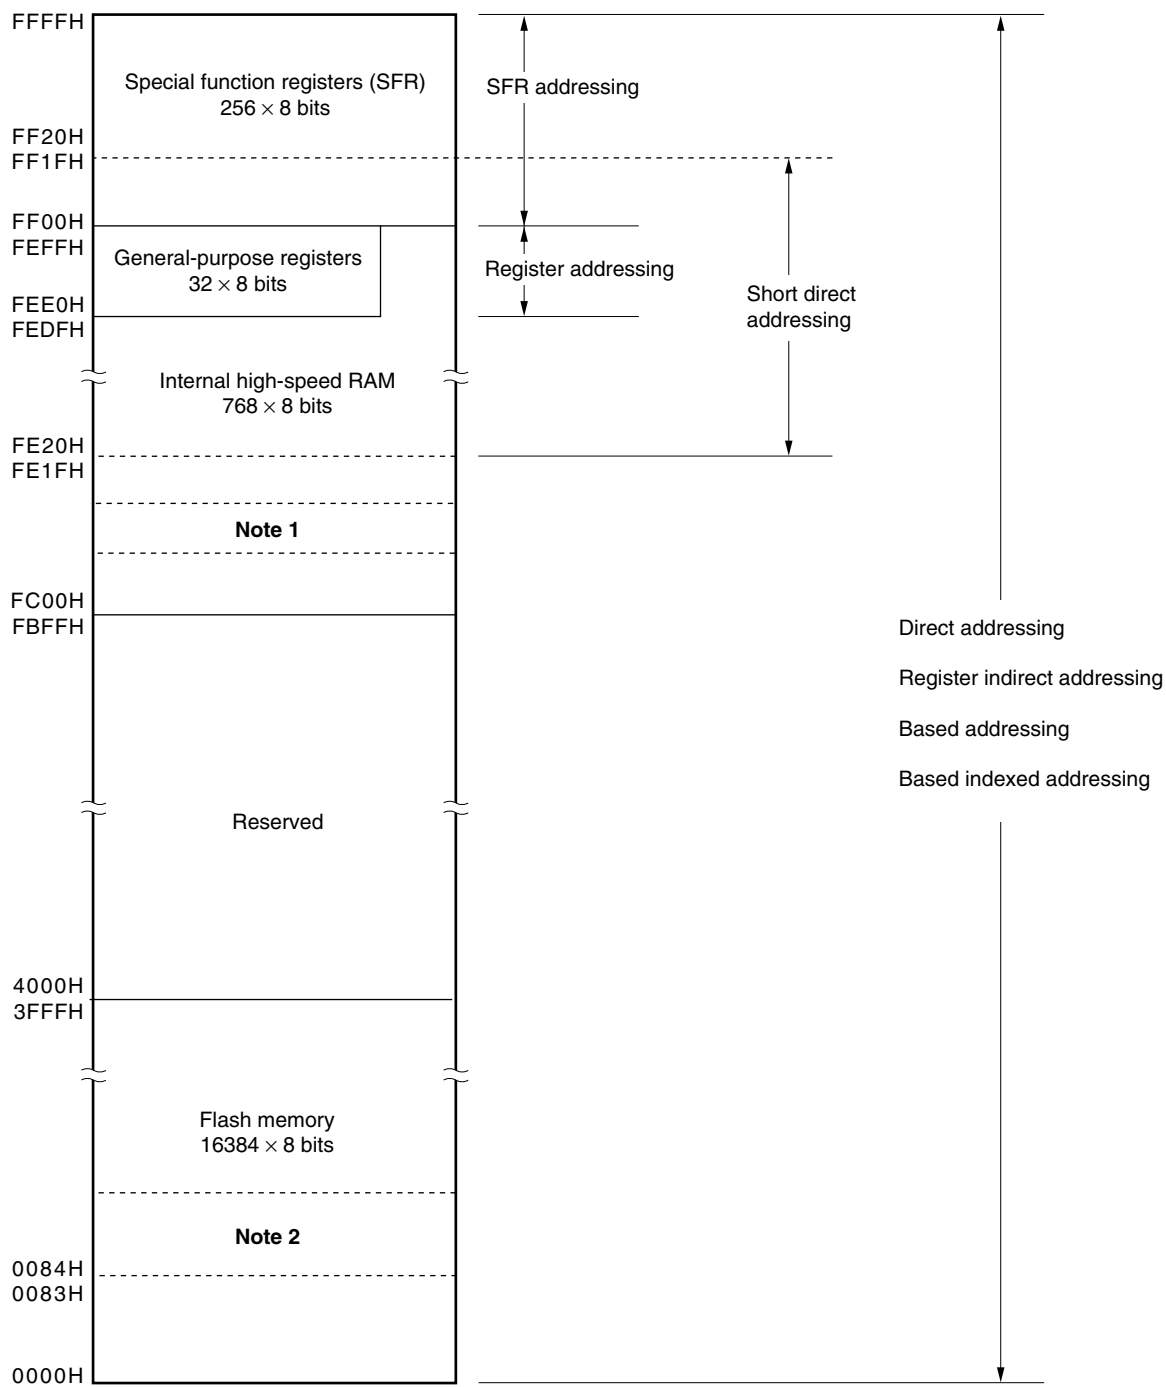 FFFFH
Special function registers (SFR)
256 × 8 bits
SFR addressing
FF20H
FF1FH
FF00H
FEFFH
General-purpose registers
32 × 8 bits
Register addressing
Short direct
addressing
FEE0H
FEDFH
Internal high-speed RAM
768 × 8 bits
FE20H
FE1FH
Note 1
FC00H
FBFFH
Direct addressing
Register indirect addressing
Based addressing
Based indexed addressing
Reserved
4000H
3FFFH
Flash memory
16384 × 8 bits
Note 2
0084H
0083H
0000H